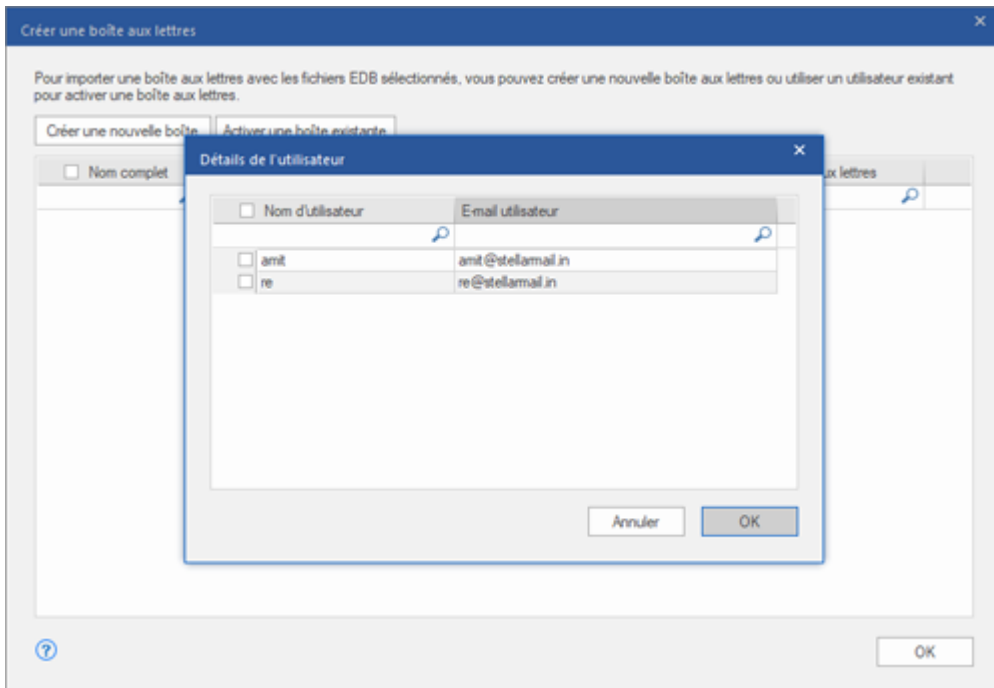 Créer une boîte aux lettres
Pour importer une boîte aux lettres avec les fichiers EDB sélectionnés, vous pouvez créer une nouvelle boîte aux lettres ou utiliser un utilisateur existant
pour activer une boîte aux lettres.
Créer une nouvelle boîte Activer une boîte existante
Nom complet ux lettres
Détails de l'utilisateur
Nom d'utilisateur E-mail utilisateur
amit amit@stellarmail.in
re re@stellarmail.in
Annuler OK
? OK